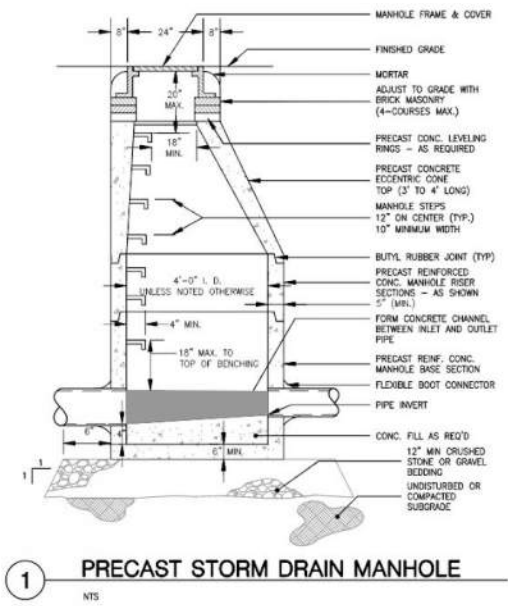 8"
24"
8"
MANHOLE FRAME & COVER
FINISHED GRADE
MORTAR
20"
MAX.
ADJUST TO GRADE WITH
BRICK MASONRY
(4-COURSES MAX.)
18"
MIN.
PRECAST CONC. LEVELING
RINGS - AS REQUIRED
PRECAST CONCRETE
ECCENTRIC CONE
TOP (3' TO 4' LONG)
MANHOLE STEPS
12" ON CENTER (TYP.)
10" MINIMUM WIDTH
BUTYL RUBBER JOINT (TYP)
4'-0" I. D.
UNLESS NOTED OTHERWISE
PRECAST REINFORCED
CONC. MANHOLE RISER
SECTIONS - AS SHOWN
5" (MIN.)
4" MIN.
FORM CONCRETE CHANNEL
BETWEEN INLET AND OUTLET
PIPE
18" MAX. TO
TOP OF BENCHING
PRECAST REINF. CONC.
MANHOLE BASE SECTION
FLEXIBLE BOOT CONNECTOR
PIPE INVERT
6"
4"
CONC. FILL AS REQ'D
6" MIN.
12" MIN CRUSHED
STONE OR GRAVEL
BEDDING
1
1
UNDISTURBED OR
COMPACTED
SUBGRADE
1
PRECAST STORM DRAIN MANHOLE
NTS